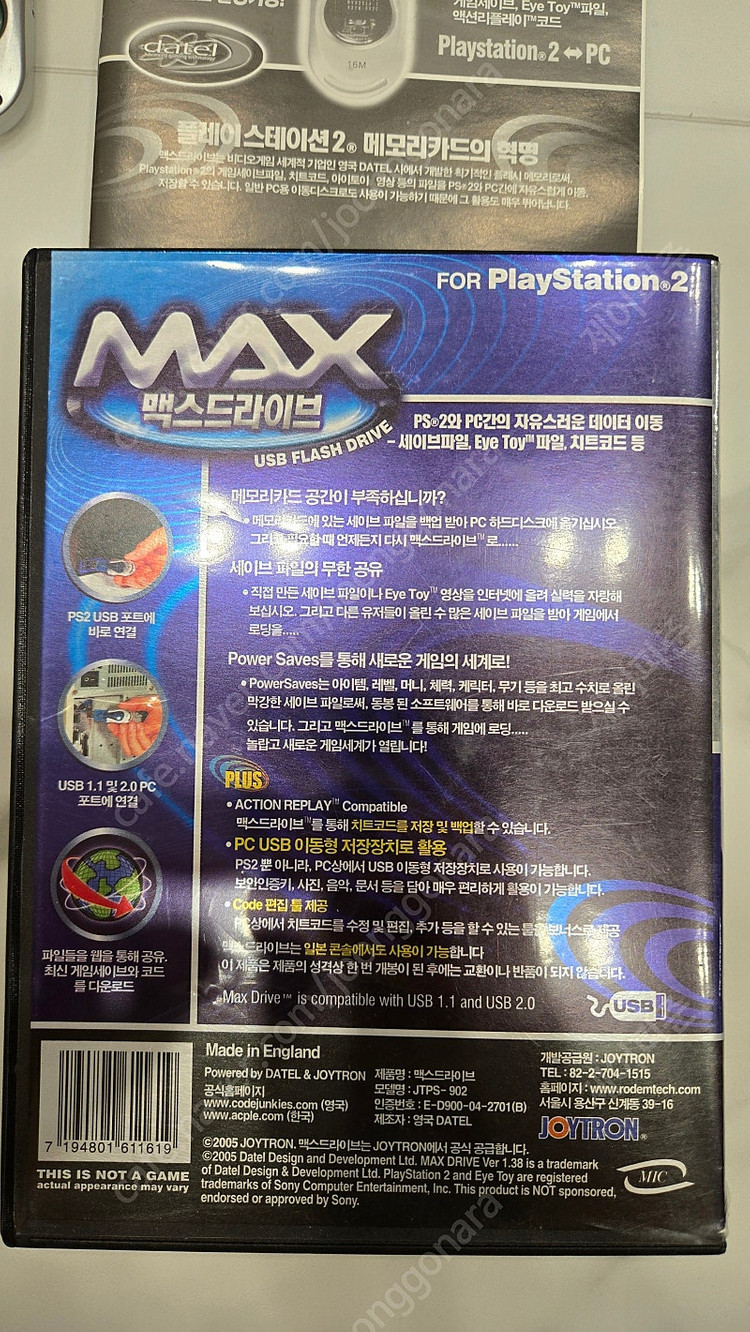 게임세이브, Eye Toy™파일,
액션리플레이™코드
Playstation®2 ⇔ PC
datel
16M
플레이스테이션2® 메모리카드의 혁명
맥스드라이브는 비디오게임 세계적 기업인 영국 DATEL 사에서 개발한 획기적인 플래시 메모리로써,
Playstation®2의 게임세이브파일, 치트코드, 아이토이 영상 등의 파일을 PS®2와 PC간에 자유스럽게 이동,
저장할 수 있습니다. 일반 PC용 이동디스크로도 사용이 가능하기 때문에 그 활용도 매우 뛰어납니다.
FOR PlayStation®2
MAX
맥스드라이브
USB FLASH DRIVE
PS®2와 PC간의 자유스러운 데이터 이동
- 세이브파일, Eye Toy™ 파일, 치트코드 등
메모리카드 공간이 부족하십니까?
• 메모리카드에 있는 세이브 파일을 백업 받아 PC 하드디스크에 옮기십시오.
그리고 필요할 때 언제든지 다시 맥스드라이브™ 로......
세이브 파일의 무한 공유
• 직접 만든 세이브 파일이나 Eye Toy™ 영상을 인터넷에 올려 실력을 자랑해
보십시오. 그리고 다른 유저들이 올린 수 많은 세이브 파일을 받아 게임에서
로딩을.....
PS2 USB 포트에
바로 연결
Power Saves를 통해 새로운 게임의 세계로!
• PowerSaves는 아이템, 레벨, 머니, 체력, 케릭터, 무기 등을 최고 수치로 올린
막강한 세이브 파일로써, 동봉 된 소프트웨어를 통해 바로 다운로드 받으실 수
있습니다. 그리고 맥스드라이브™ 를 통해 게임에 로딩.....
놀랍고 새로운 게임세계가 열립니다!
USB 1.1 및 2.0 PC
포트에 연결
PLUS
• ACTION REPLAY™ Compatible
맥스드라이브™를 통해 치트코드를 저장 및 백업할 수 있습니다.
• PC USB 이동형 저장장치로 활용
PS2 뿐 아니라, PC상에서 USB 이동형 저장장치로 사용이 가능합니다.
보안인증키, 사진, 음악, 문서 등을 담아 매우 편리하게 활용이 가능합니다.
• Code 편집 툴 제공
PC상에서 치트코드를 수정 및 편집, 추가 등을 할 수 있는 툴을 보너스로 제공
맥스드라이브는 일본 콘솔에서도 사용이 가능합니다
이 제품은 제품의 성격상 한 번 개봉이 된 후에는 교환이나 반품이 되지 않습니다.
파일들을 웹을 통해 공유.
최신 게임세이브와 코드
를 다운로드
Max Drive™ is compatible with USB 1.1 and USB 2.0
USB
7 194801 611619
THIS IS NOT A GAME
actual appearance may vary
Made in England
Powered by DATEL & JOYTRON
공식홈페이지
www.codejunkies.com (영국)
www.acple.com (한국)
제품명 : 맥스드라이브
모델명 : JTPS- 902
인증번호 : E-D900-04-2701(B)
제조자 : 영국 DATEL
개발공급원 : JOYTRON
TEL : 82-2-704-1515
홈페이지 : www.rodemtech.com
서울시 용산구 신계동 39-16
JOYTRON®
©2005 JOYTRON. 맥스드라이브는 JOYTRON에서 공식 공급합니다.
©2005 Datel Design and Development Ltd. MAX DRIVE Ver 1.38 is a trademark
of Datel Design & Development Ltd. PlayStation 2 and Eye Toy are registered
trademarks of Sony Computer Entertainment, Inc. This product is NOT sponsored,
endorsed or approved by Sony.
MIC